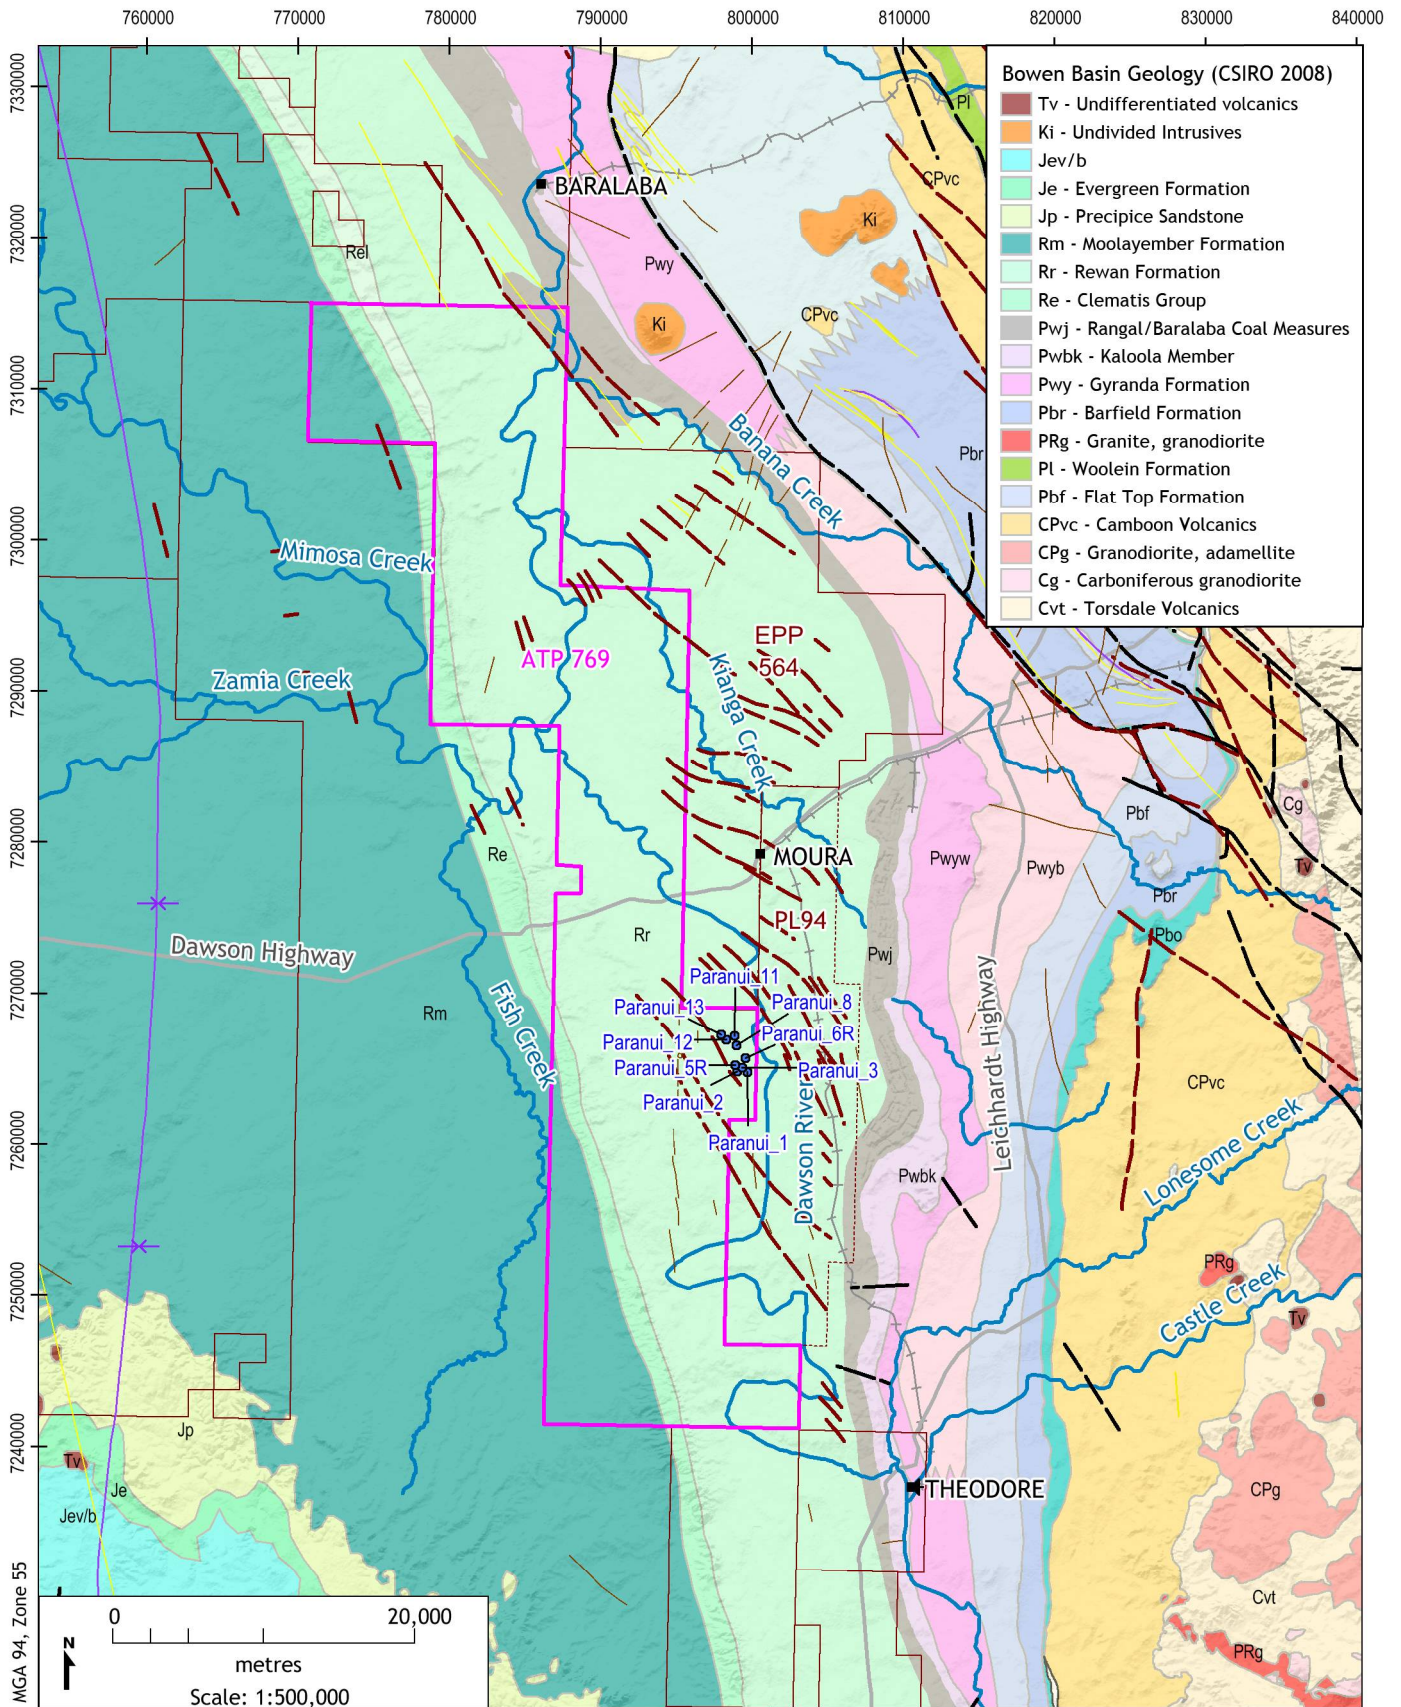 760000
770000
780000
790000
800000
810000
820000
830000
840000
7330000
7320000
7310000
7300000
7290000
7280000
7270000
7260000
7250000
7240000
MGA 94, Zone 55
Bowen Basin Geology (CSIRO 2008)
Tv - Undifferentiated volcanics
Ki - Undivided Intrusives
Jev/b
Je - Evergreen Formation
Jp - Precipice Sandstone
Rm - Moolayember Formation
Rr - Rewan Formation
Re - Clematis Group
Pwj - Rangal/Baralaba Coal Measures
Pwbk - Kaloola Member
Pwy - Gyranda Formation
Pbr - Barfield Formation
PRg - Granite, granodiorite
Pl - Woolein Formation
Pbf - Flat Top Formation
CPvc - Camboon Volcanics
CPg - Granodiorite, adamellite
Cg - Carboniferous granodiorite
Cvt - Torsdale Volcanics
Pl
CPvc
BARALABA
Ki
Rel
Pwy
Ki
CPvc
Banana Creek
Pbr
Mimosa Creek
EPP
564
ATP 769
Zamia Creek
Kianga Creek
Cg
Pbf
Re
MOURA
Pwyw
Pwyb
Tv
Pbr
PL94
Rr
Pbo
Dawson Highway
Pwj
Paranui_11
Paranui_13
Paranui_8
Rm
Fish Creek
Paranui_12
Paranui_6R
Leichhardt Highway
Paranui_5R
Paranui_3
CPvc
Paranui_2
Paranui_1
Dawson River
Lonesome Creek
Pwbk
PRg
Castle Creek
Tv
Jp
Tv
Je
THEODORE
CPg
Jev/b
Cvt
PRg
0
20,000
N
metres
Scale: 1:500,000